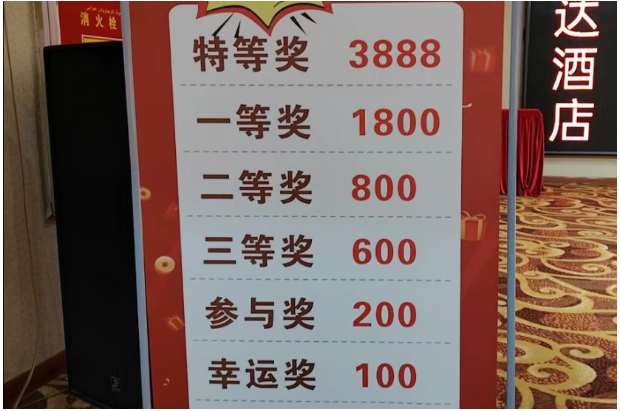 消火栓
特等奖 3888
一等奖 1800
二等奖 800
三等奖 600
参与奖 200
幸运奖 100
达酒店